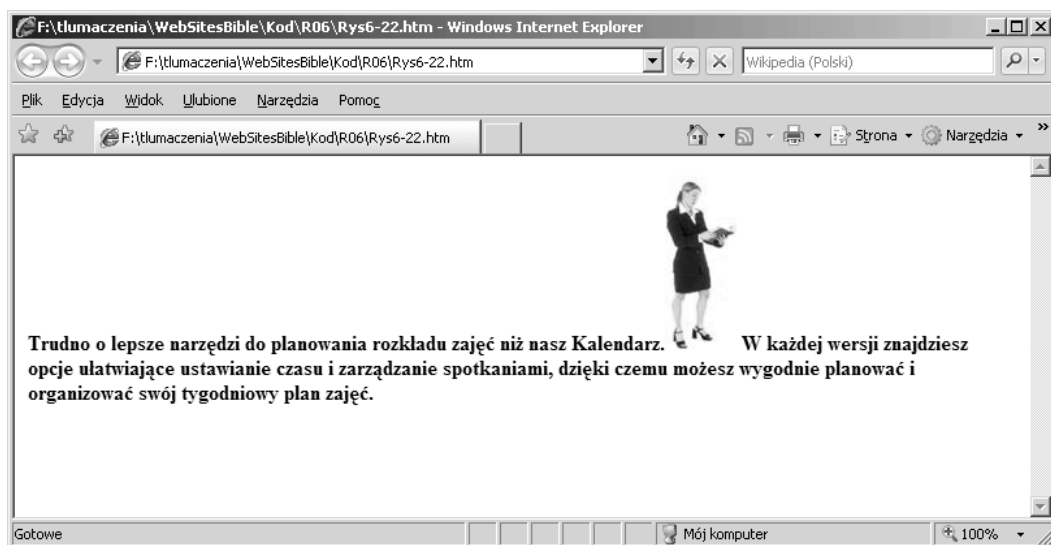 F:\tlumaczenia\WebSitesBible\Kod\R06\Rys6-22.htm - Windows Internet Explorer
F:\tlumaczenia\WebSitesBible\Kod\R06\Rys6-22.htm Wikipedia (Polski)
Plik Edycja Widok Ulubione Narzędzia Pomoc
F:\tlumaczenia\WebSitesBible\Kod\R06\Rys6-22.htm Strona Narzędzia »
Trudno o lepsze narzędzi do planowania rozkładu zajęć niż nasz Kalendarz. W każdej wersji znajdziesz
opcje ułatwiające ustawianie czasu i zarządzanie spotkaniami, dzięki czemu możesz wygodnie planować i
organizować swój tygodniowy plan zajęć.
Gotowe Mój komputer 100%